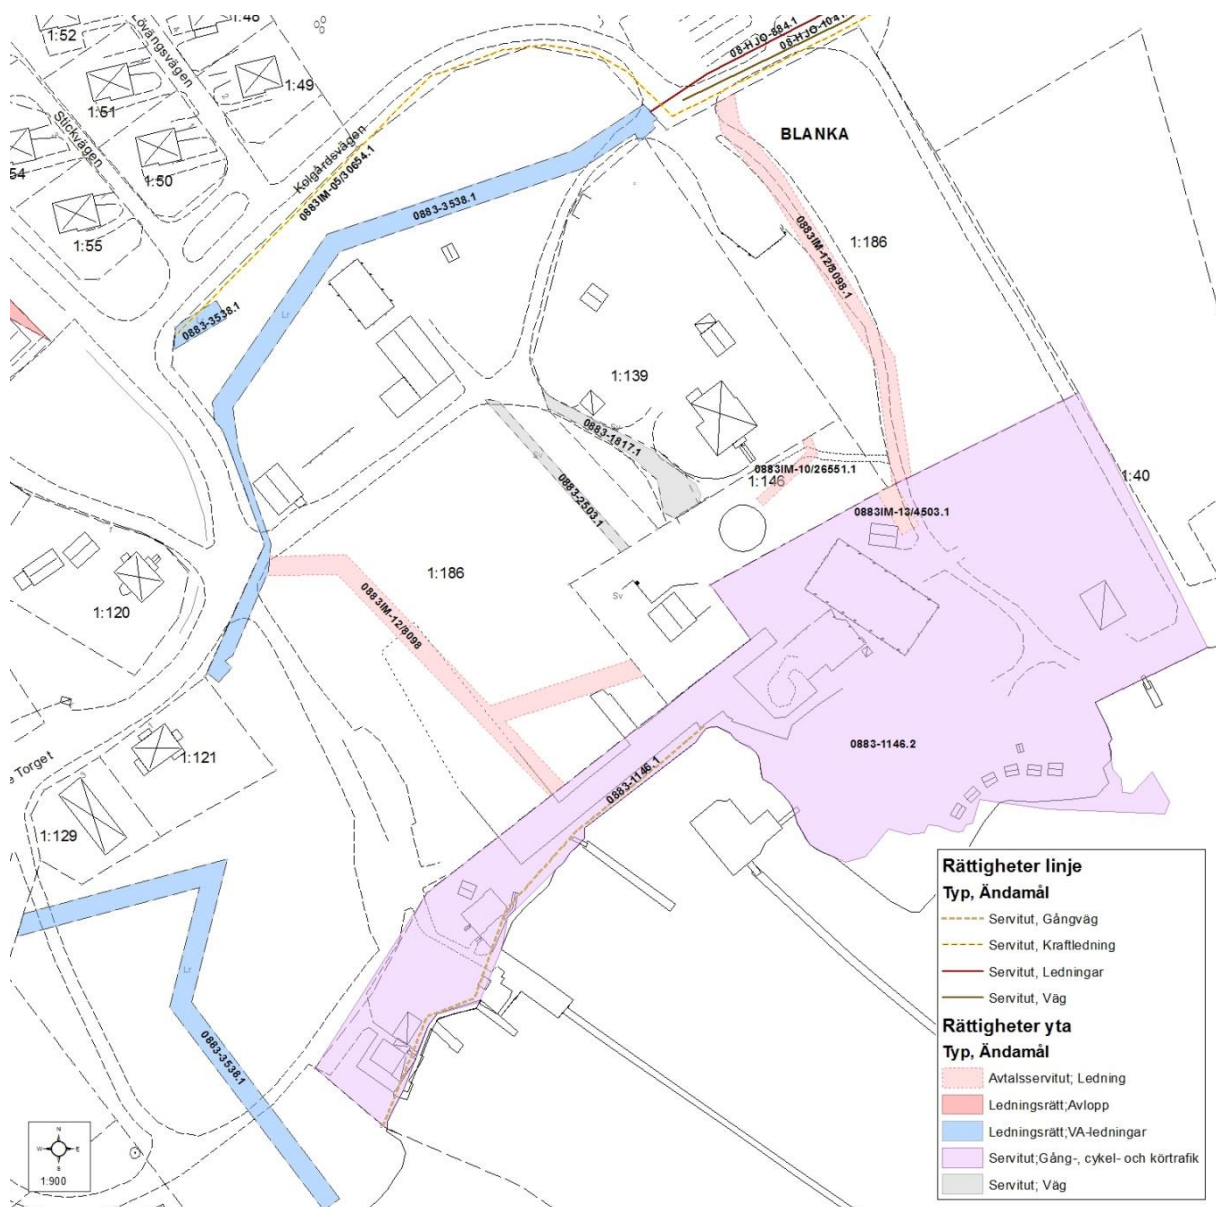 1:52
1:48
Lövängsvägen
08-HJO-884.1
1:51
1:49
Stickvägen
BLANKA
Kolgårdsvägen
0883IM-05/30654.1
54
1:50
0883-3538.1
1:55
0883IM-12/8098.1
1:186
Lr
0883-3538.1
1:139
0883-1817.1
0883IM-10/26551.1
1:146
1:40
0883-2503.1
0883IM-13/4503.1
1:186
Sv
0883IM-12/8098
1:120
0883-1146.2
1:121
e Torget
0883-1146.1
1:129
Lr
0883-3538.1
Rättigheter linje
Typ, Ändamål
Servitut, Gångväg
Servitut, Kraftledning
Servitut, Ledningar
Servitut, Väg
Rättigheter yta
Typ, Ändamål
Avtalsservitut; Ledning
Ledningsrätt;Avlopp
Ledningsrätt;VA-ledningar
Servitut;Gång-, cykel- och körtrafik
Servitut; Väg
N
W
E
S
1:900